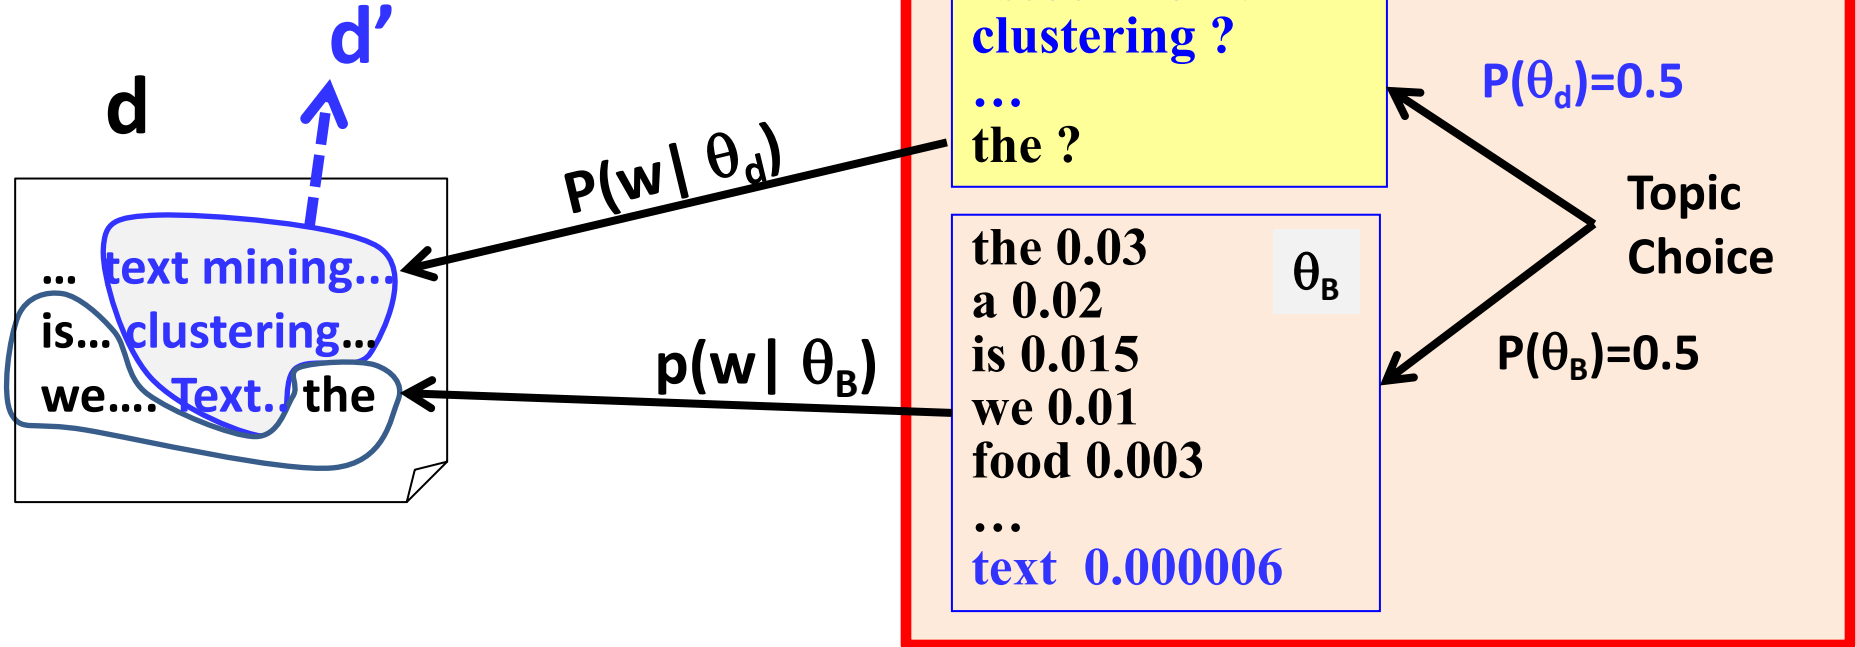 d’
d
… text mining...
is… clustering…
we…. Text.. the
P(w| θd)
p(w| θB)
clustering ?
…
the ?
the 0.03
a 0.02
is 0.015
we 0.01
food 0.003
…
text 0.000006
θB
P(θd)=0.5
Topic
Choice
P(θB)=0.5